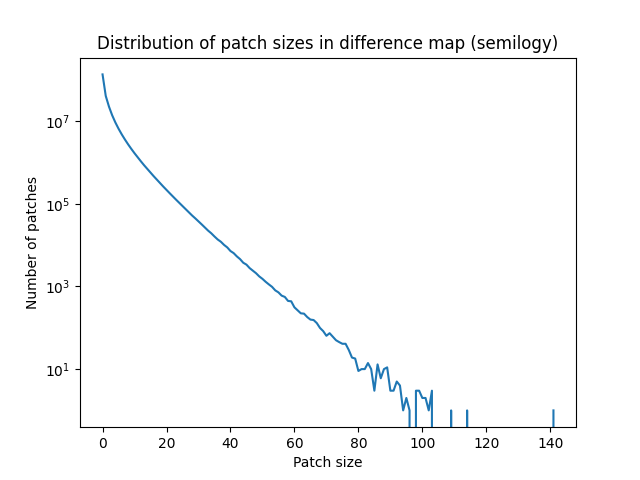 Distribution of patch sizes in difference map (semilogy)
Number of patches
10^7
10^5
10^3
10^1
0 20 40 60 80 100 120 140
Patch size